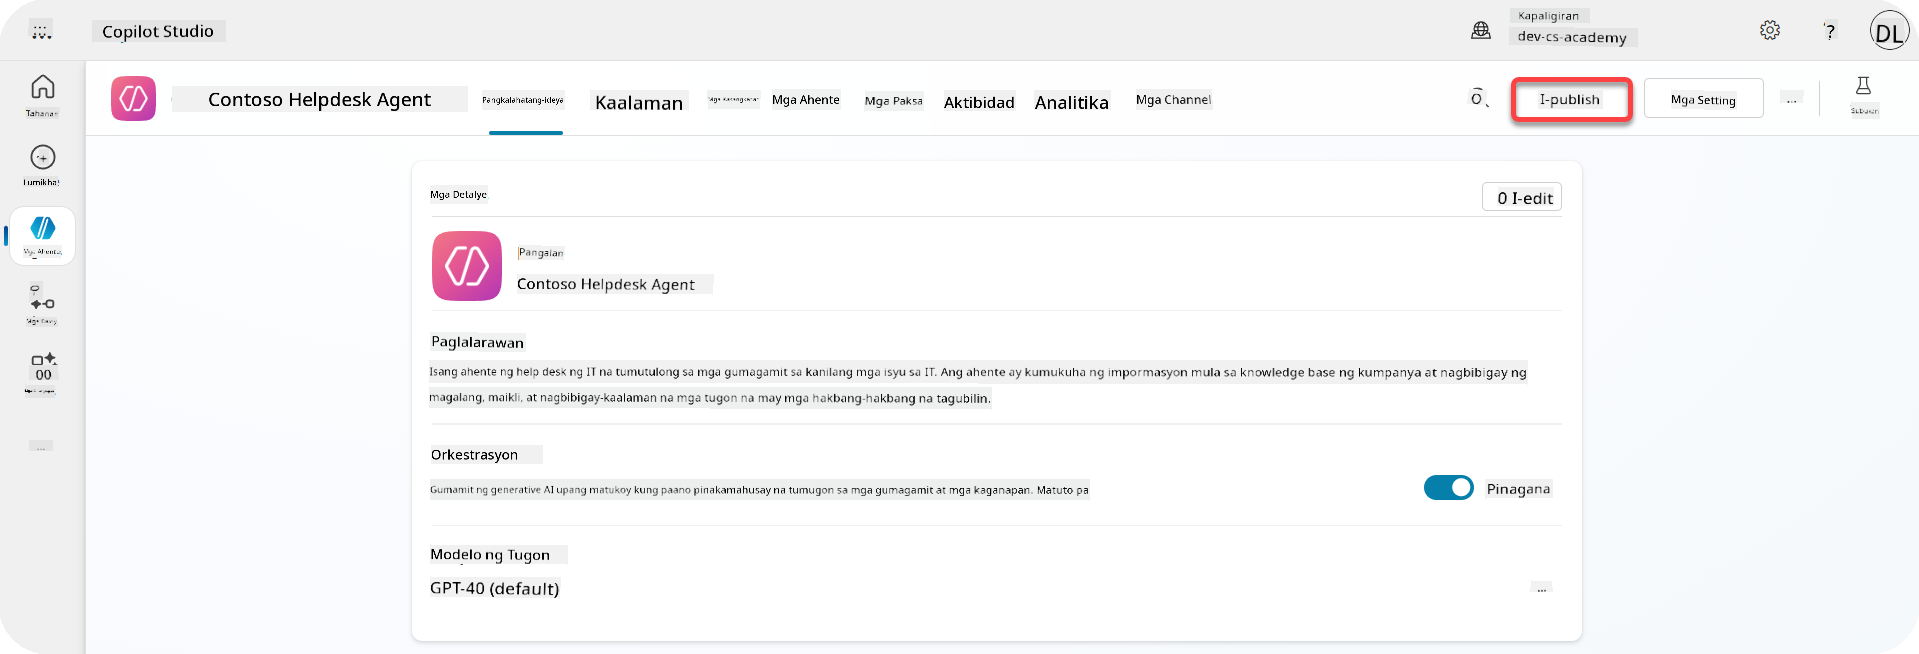 Copilot Studio
Kapaligiran
dev-cs-academy
?
DL
Tahanan
Lumikha!
Mga Ahente
Contoso Helpdesk Agent
Pangkalahatang-ideya
Kaalaman
Mga Ahente
Mga Paksa
Aktibidad
Analitika
Mga Channel
I-publish
Mga Setting
...
Subukan
Mga Detalye
0 I-edit
Pangalan
Contoso Helpdesk Agent
Paglalarawan
Isang ahente ng help desk ng IT na tumutulong sa mga gumagamit sa kanilang mga isyu sa IT. Ang ahente ay kumukuha ng impormasyon mula sa knowledge base ng kumpanya at nagbibigay ng
magalang, maikli, at nagbibigay-kaalaman na mga tugon na may mga hakbang-hakbang na tagubilin.
Orkestrasyon
Gumamit ng generative AI upang matukoy kung paano pinakamahusay na tumugon sa mga gumagamit at mga kaganapan. Matuto pa
Pinagana
Modelo ng Tugon
GPT-40 (default)
...